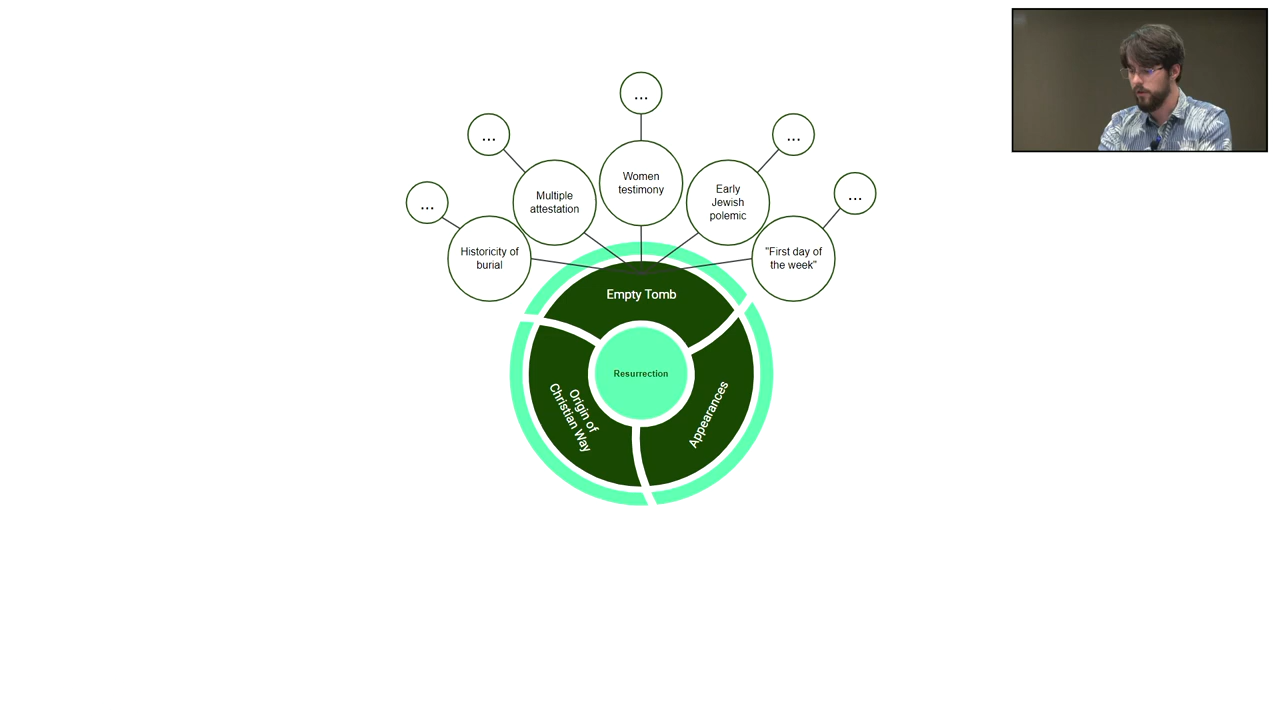 ...
...
...
...
...
Women
testimony
Multiple
attestation
Early
Jewish
polemic
Historicity of
burial
"First day of
the week"
Empty Tomb
Resurrection
Origin of
Christian Way
Appearances